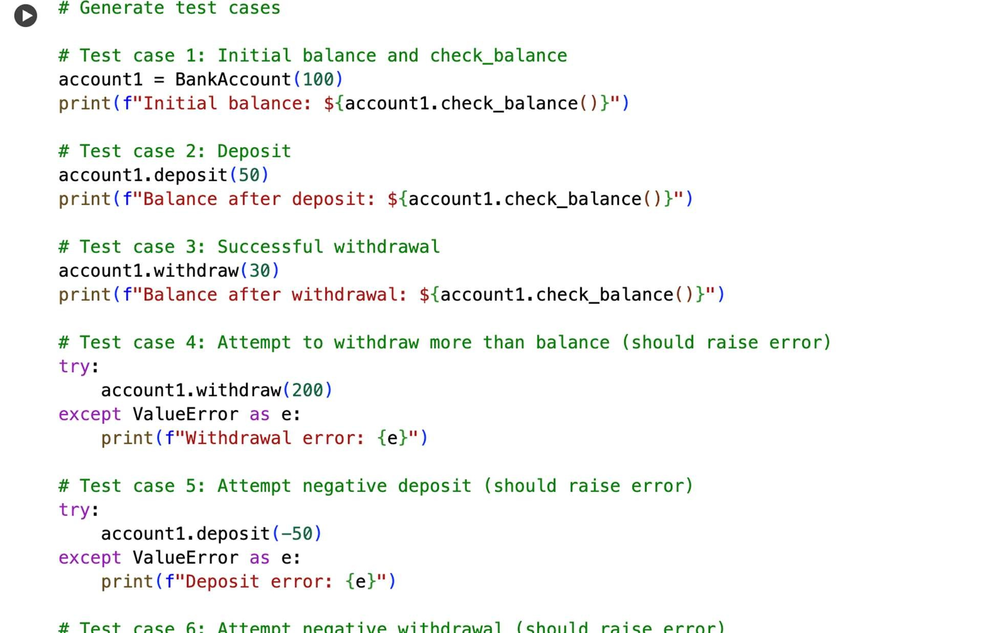 # Generate test cases
# Test case 1: Initial balance and check_balance
account1 = BankAccount(100)
print(f"Initial balance: ${account1.check_balance()}")
# Test case 2: Deposit
account1.deposit(50)
print(f"Balance after deposit: ${account1.check_balance()}")
# Test case 3: Successful withdrawal
account1.withdraw(30)
print(f"Balance after withdrawal: ${account1.check_balance()}")
# Test case 4: Attempt to withdraw more than balance (should raise error)
try:
    account1.withdraw(200)
except ValueError as e:
    print(f"Withdrawal error: {e}")
# Test case 5: Attempt negative deposit (should raise error)
try:
    account1.deposit(-50)
except ValueError as e:
    print(f"Deposit error: {e}")
# Test case 6: Attempt negative withdrawal (should raise error)